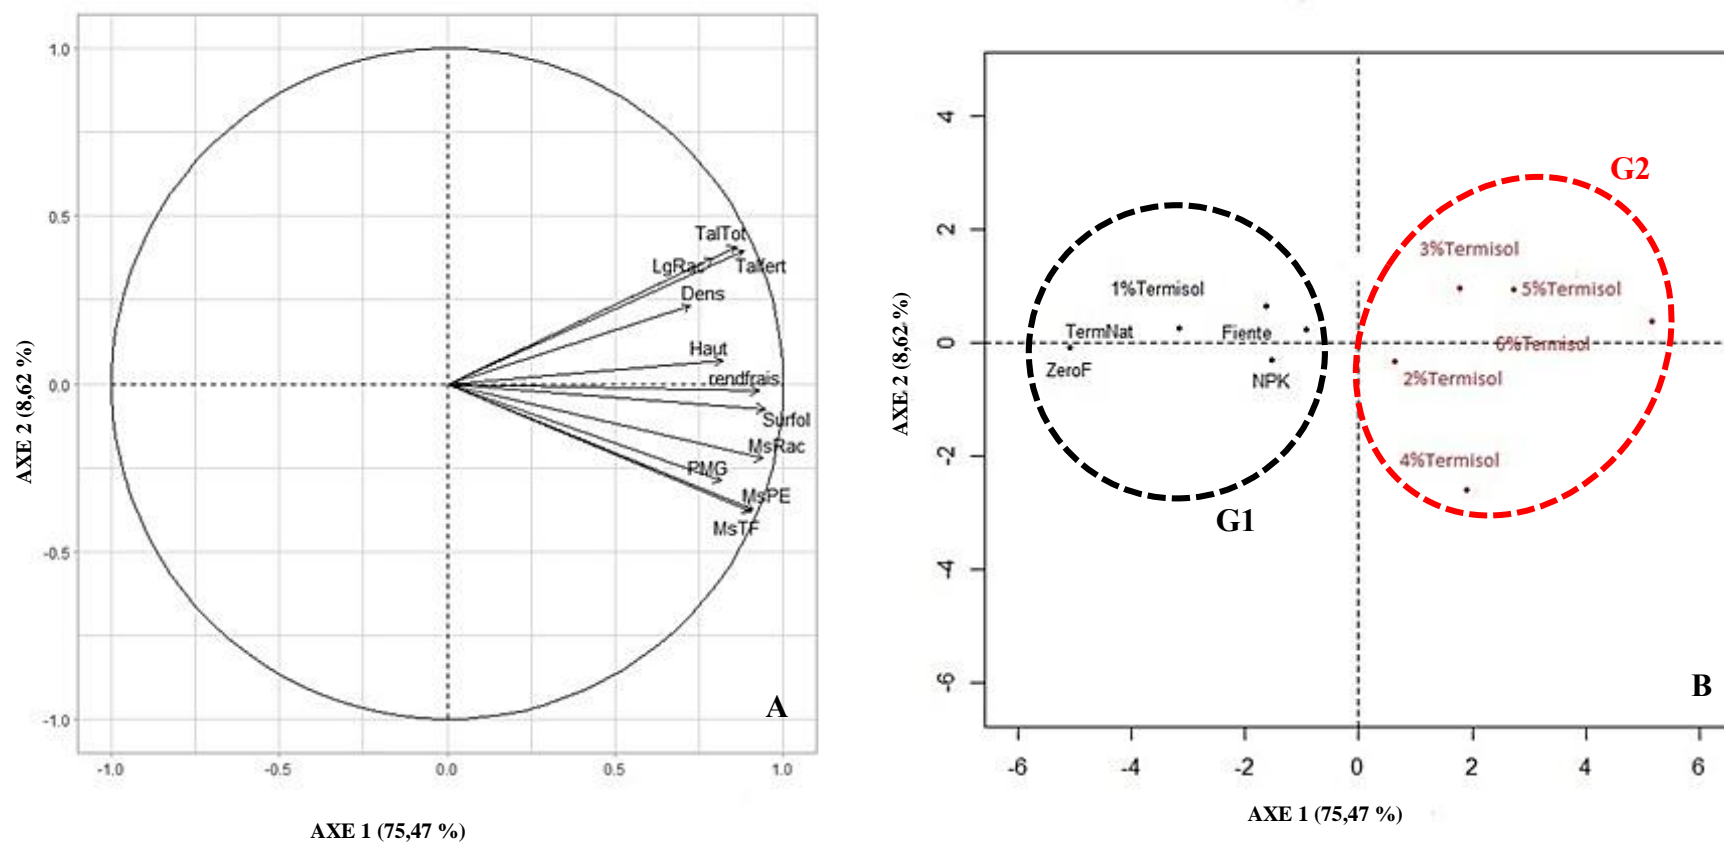 1.0
0.5
0.0
-0.5
-1.0
-1.0
-0.5
0.0
0.5
1.0
AXE 2 (8,62 %)
AXE 1 (75,47 %)
TalTot
LgRac
Talfert
Dens
Haut
rendfrais
Surfol
MsRac
PMG
MsPE
MsTF
A
4
2
0
-2
-4
-6
-6
-4
-2
0
2
4
6
AXE 2 (8,62 %)
AXE 1 (75,47 %)
G2
3%Termisol
1%Termisol
5%Termisol
TermNat
Fiente
6%Termisol
ZeroF
NPK
2%Termisol
4%Termisol
G1
B